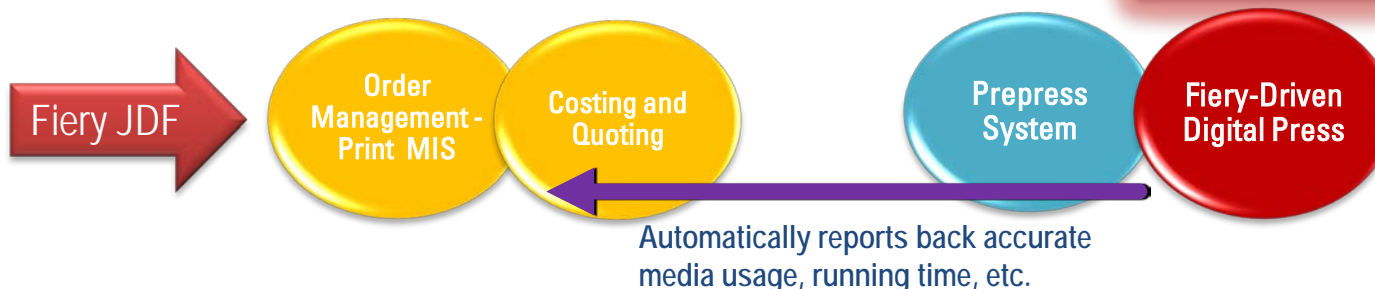 Fiery JDF
Order
Management -
Print MIS
Costing and
Quoting
Prepress
System
Fiery-Driven
Digital Press
Automatically reports back accurate
media usage, running time, etc.